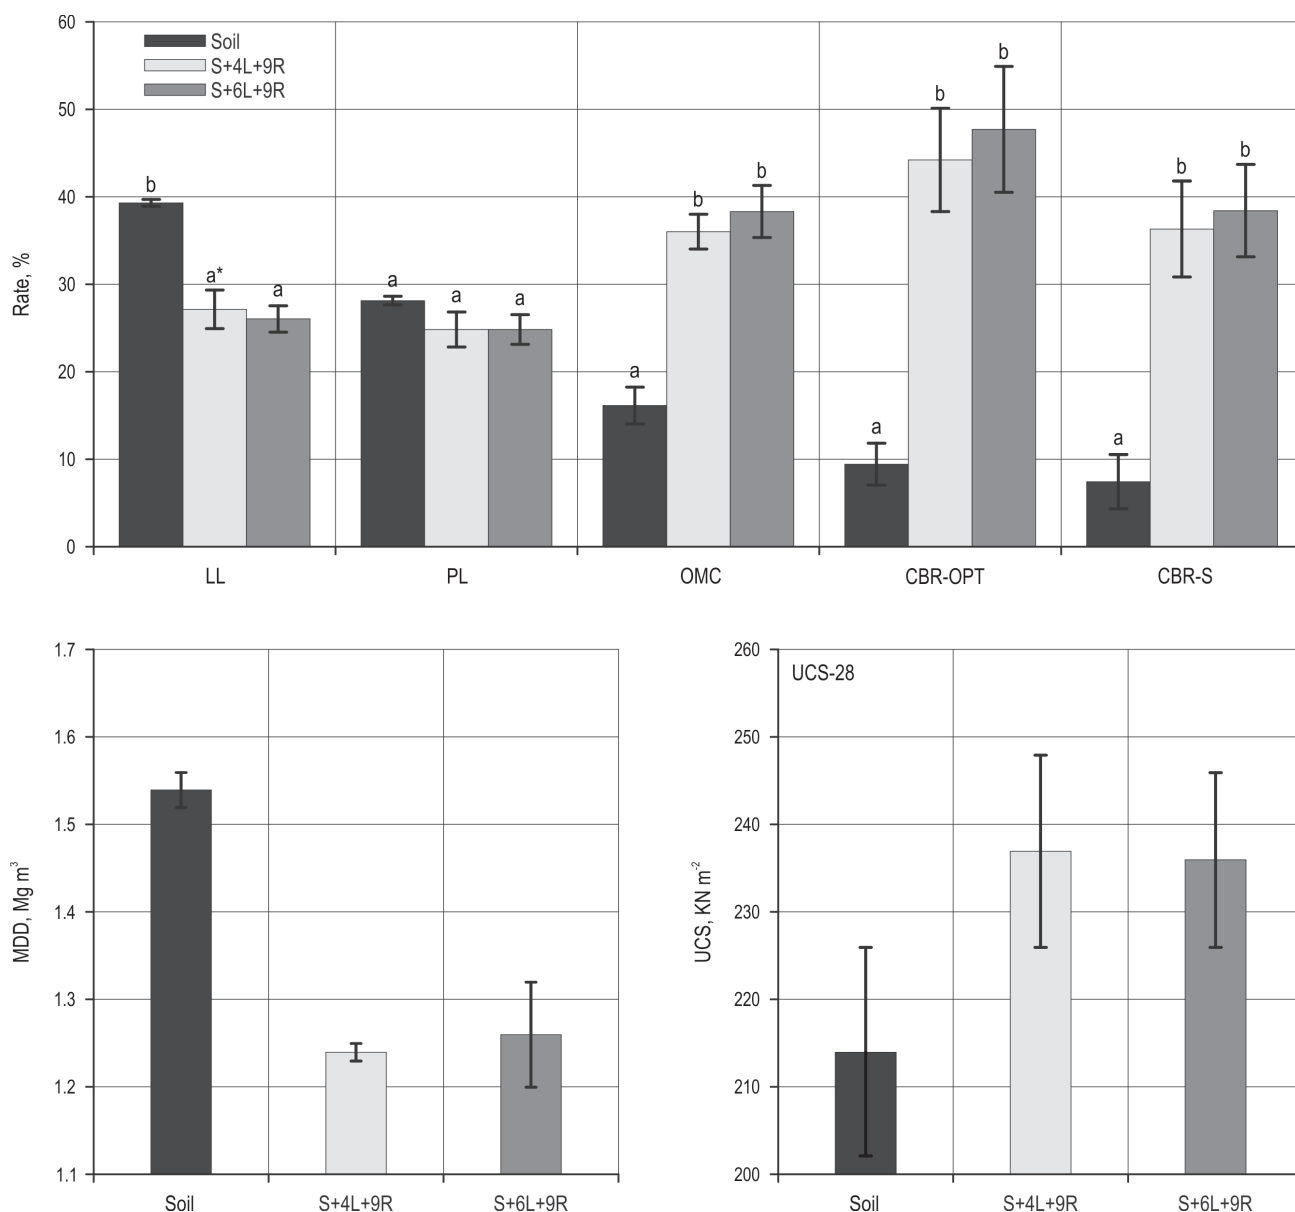 60
50
40
30
20
10
0
Rate, %
Soil
S+4L+9R
S+6L+9R
b
a*
a
a
a
a
a
b
b
a
b
b
a
b
b
LL
PL
OMC
CBR-OPT
CBR-S
1.7
1.6
1.5
1.4
1.3
1.2
1.1
MDD, Mg m³
Soil
S+4L+9R
S+6L+9R
260
250
240
230
220
210
200
UCS, KN m⁻²
UCS-28
Soil
S+4L+9R
S+6L+9R